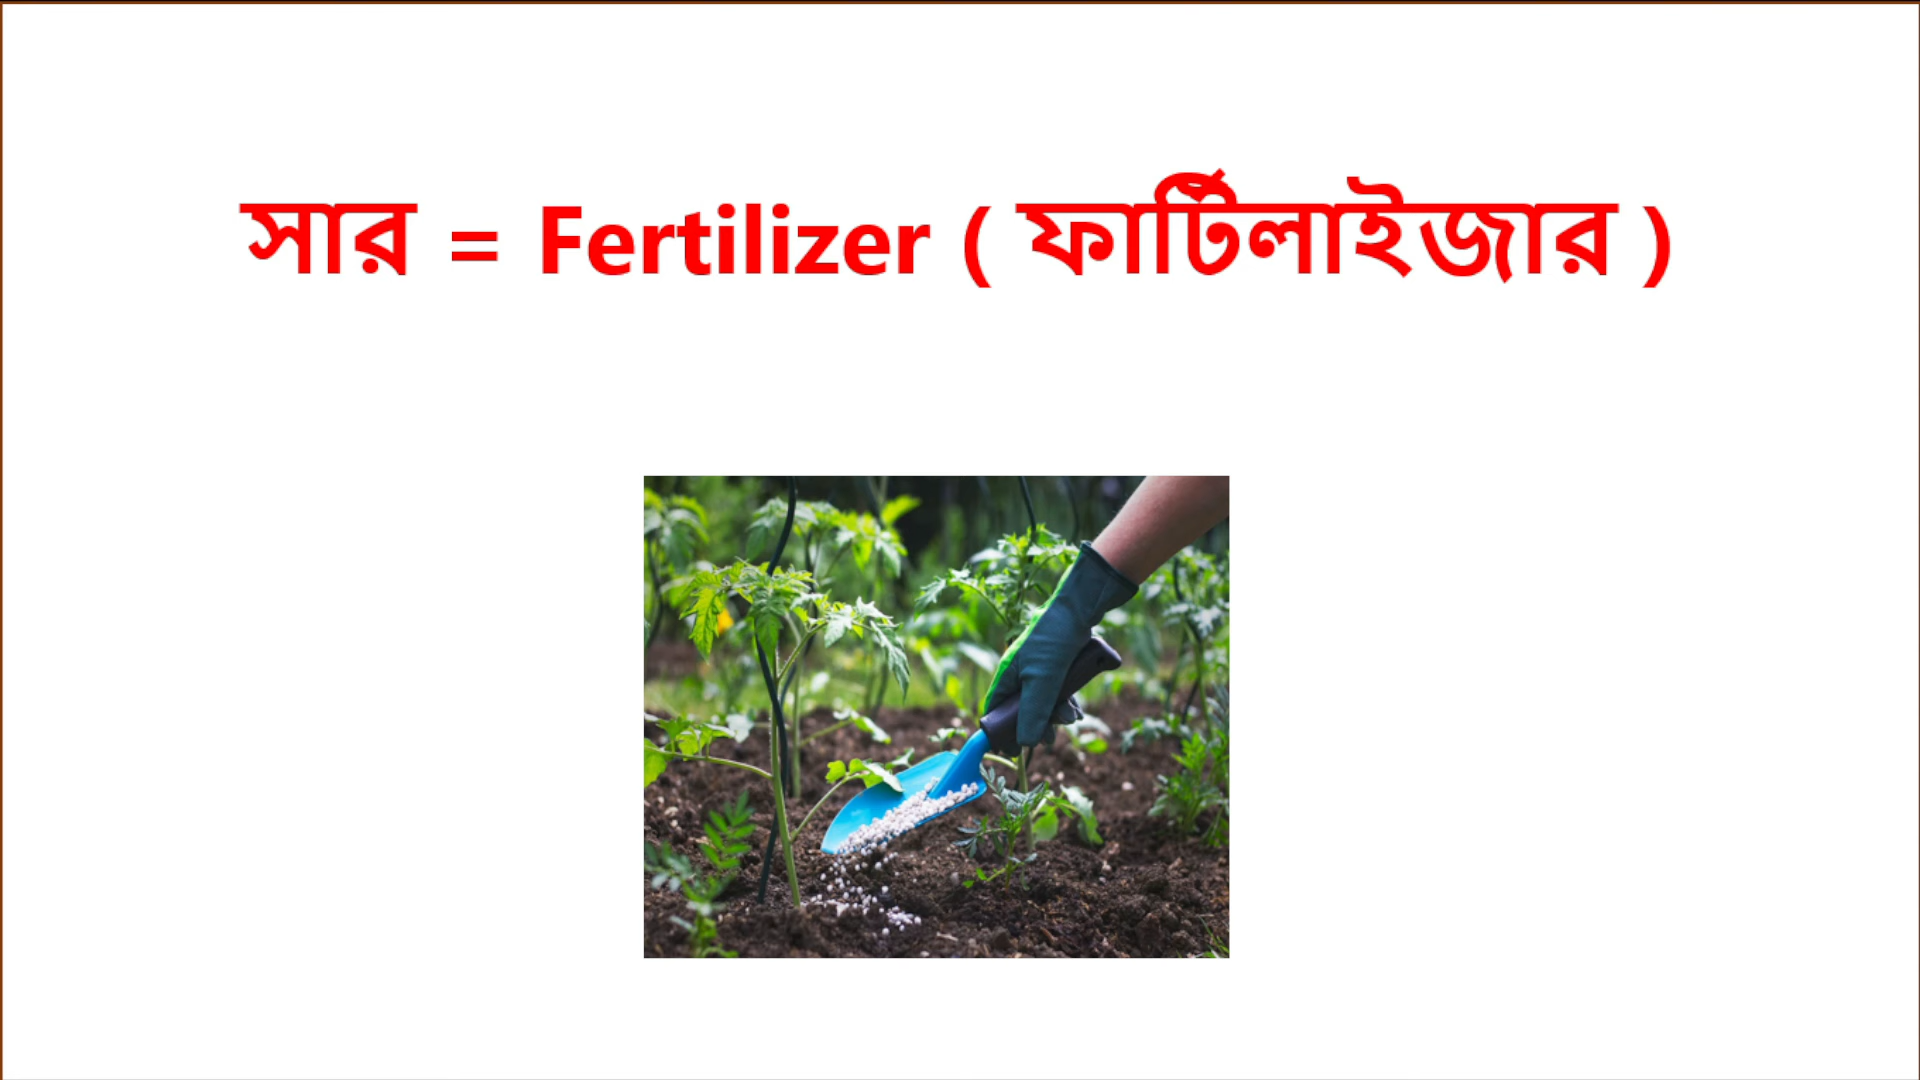 সার = Fertilizer ( ফার্টিলাইজার )